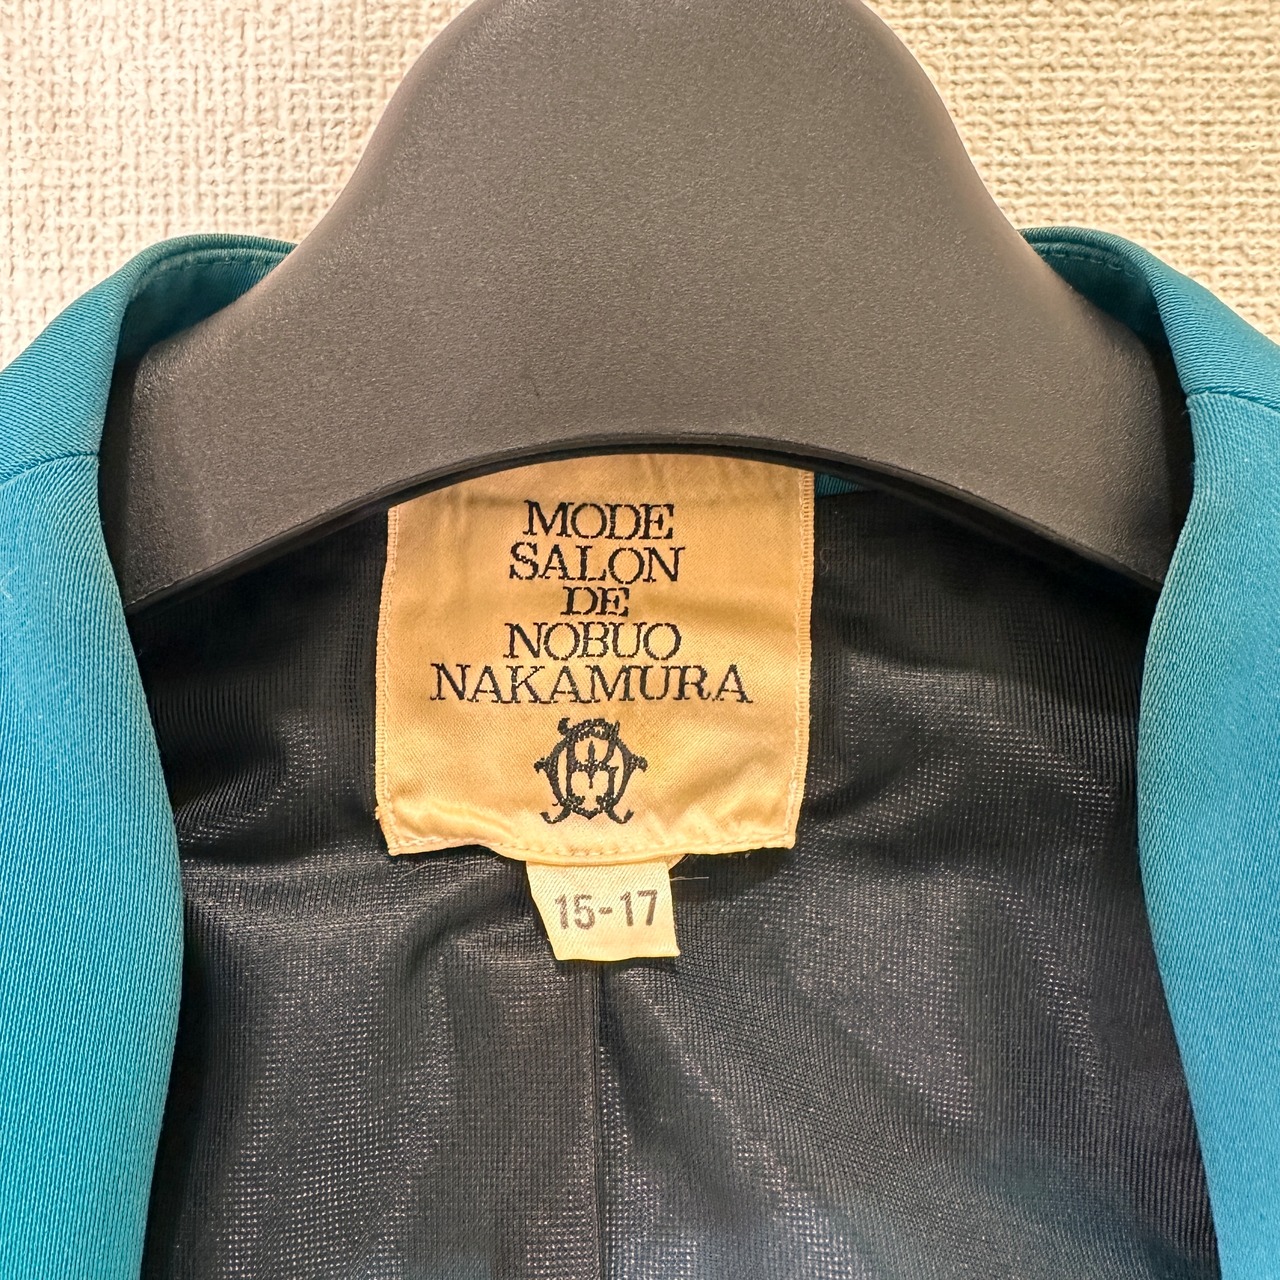 MODE
SALON
DE
NOBUO
NAKAMURA
15-17